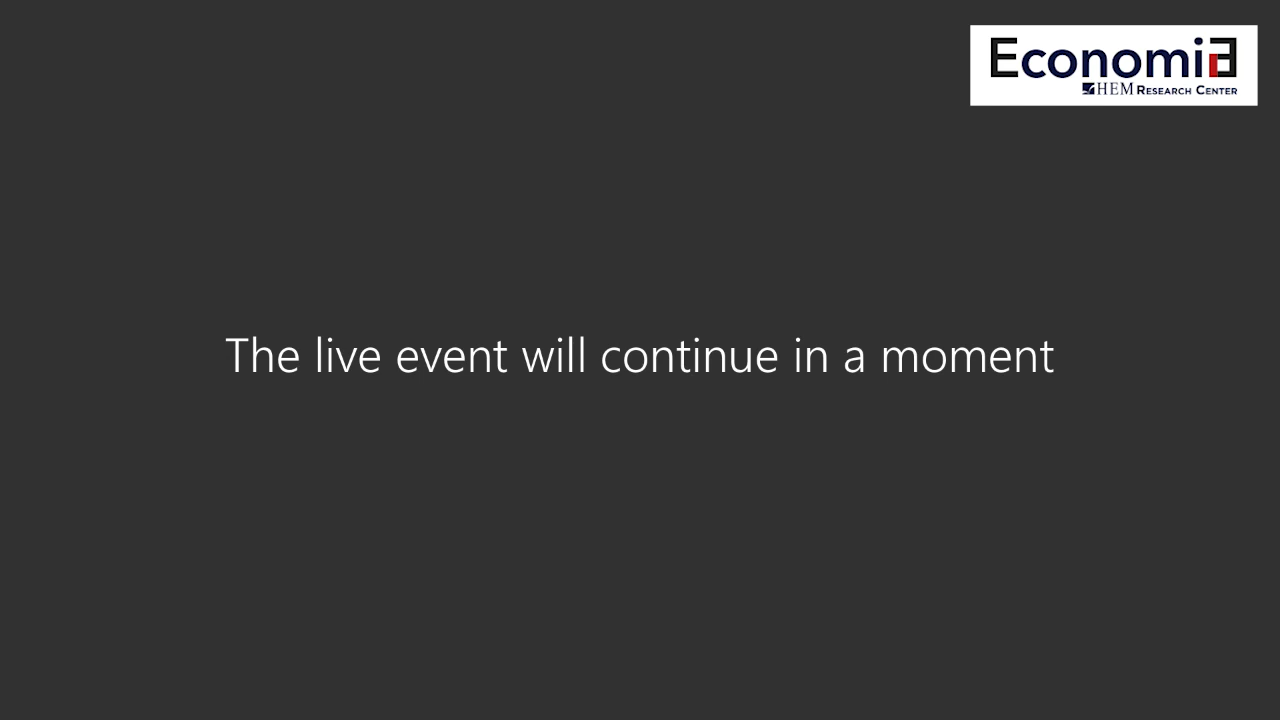 Economia
HEM RESEARCH CENTER
The live event will continue in a moment